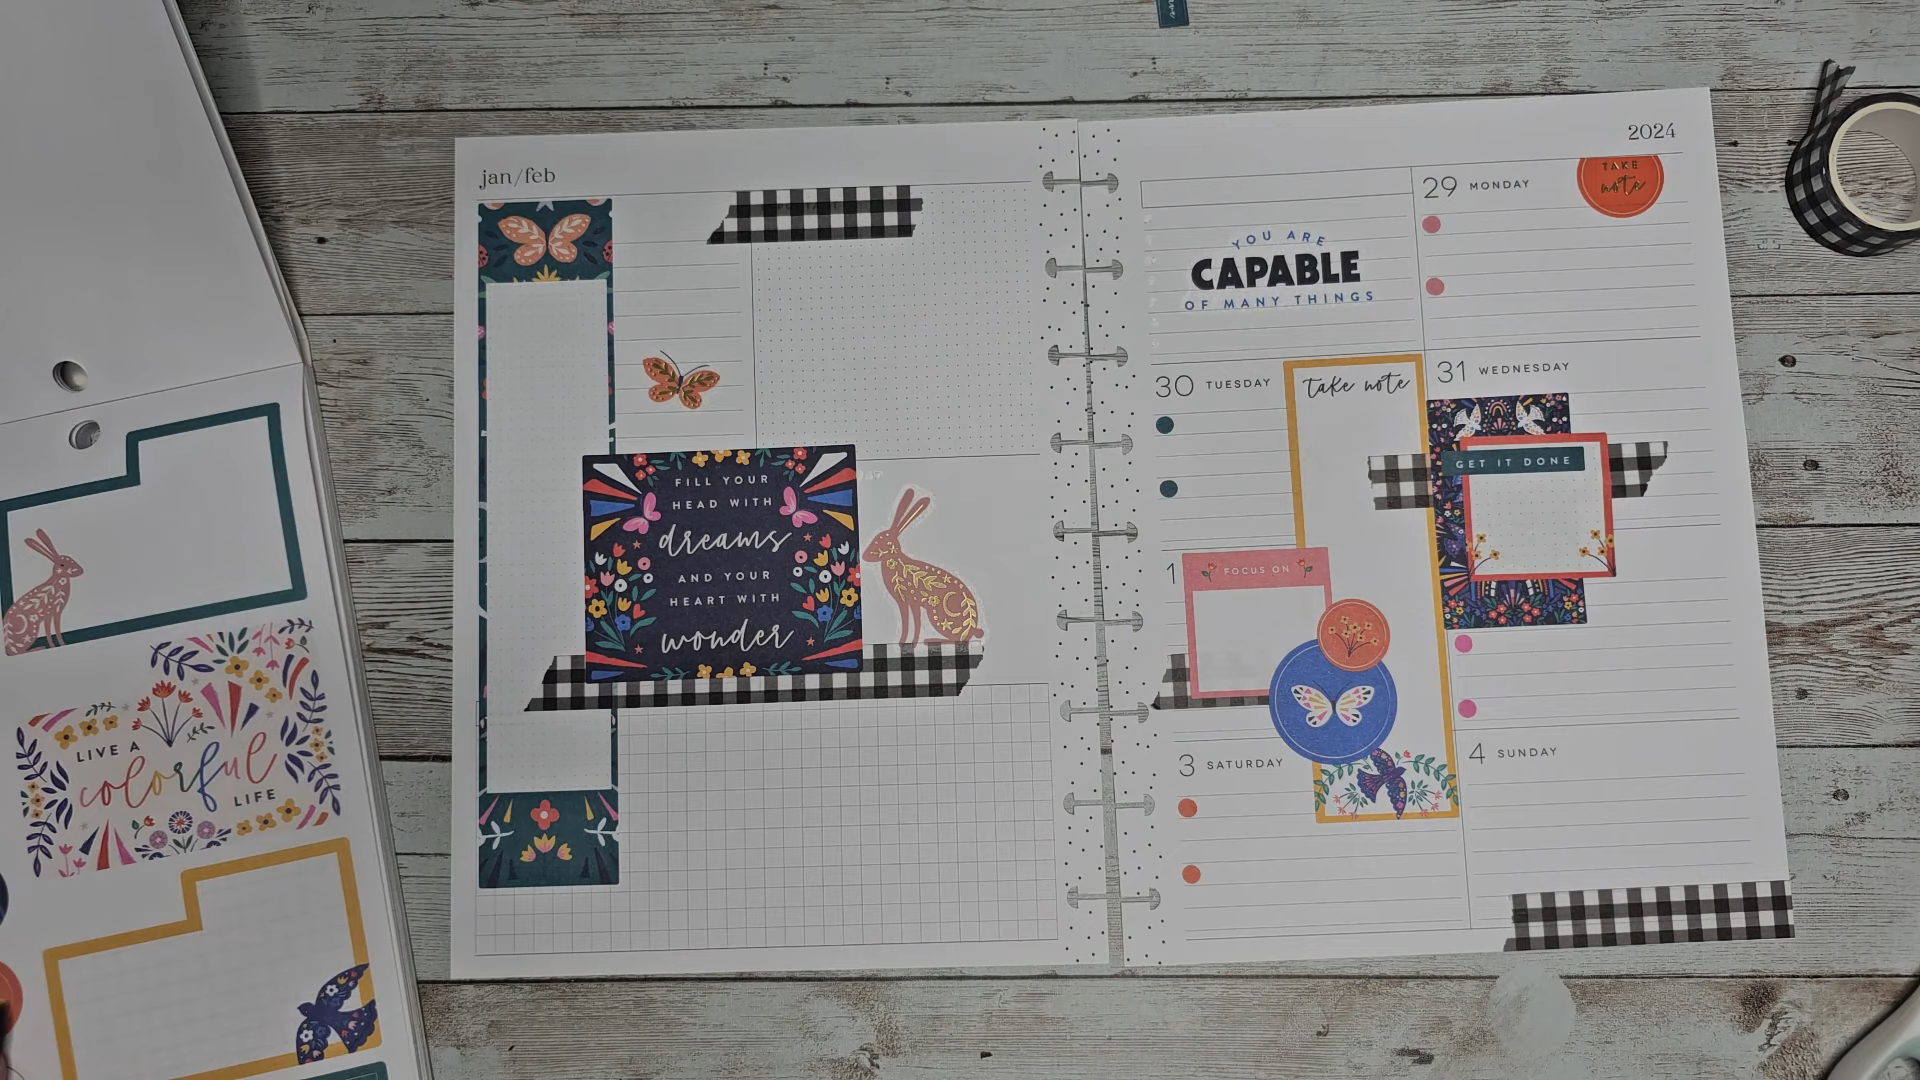 LIVE A
colorful
LIFE
jan/feb
FILL YOUR
HEAD WITH
dreams
AND YOUR
HEART WITH
wonder
2024
YOU ARE
CAPABLE
OF MANY THINGS
29 MONDAY
TAKE
note
30 TUESDAY
take note
31 WEDNESDAY
GET IT DONE
1
FOCUS ON
3 SATURDAY
4 SUNDAY